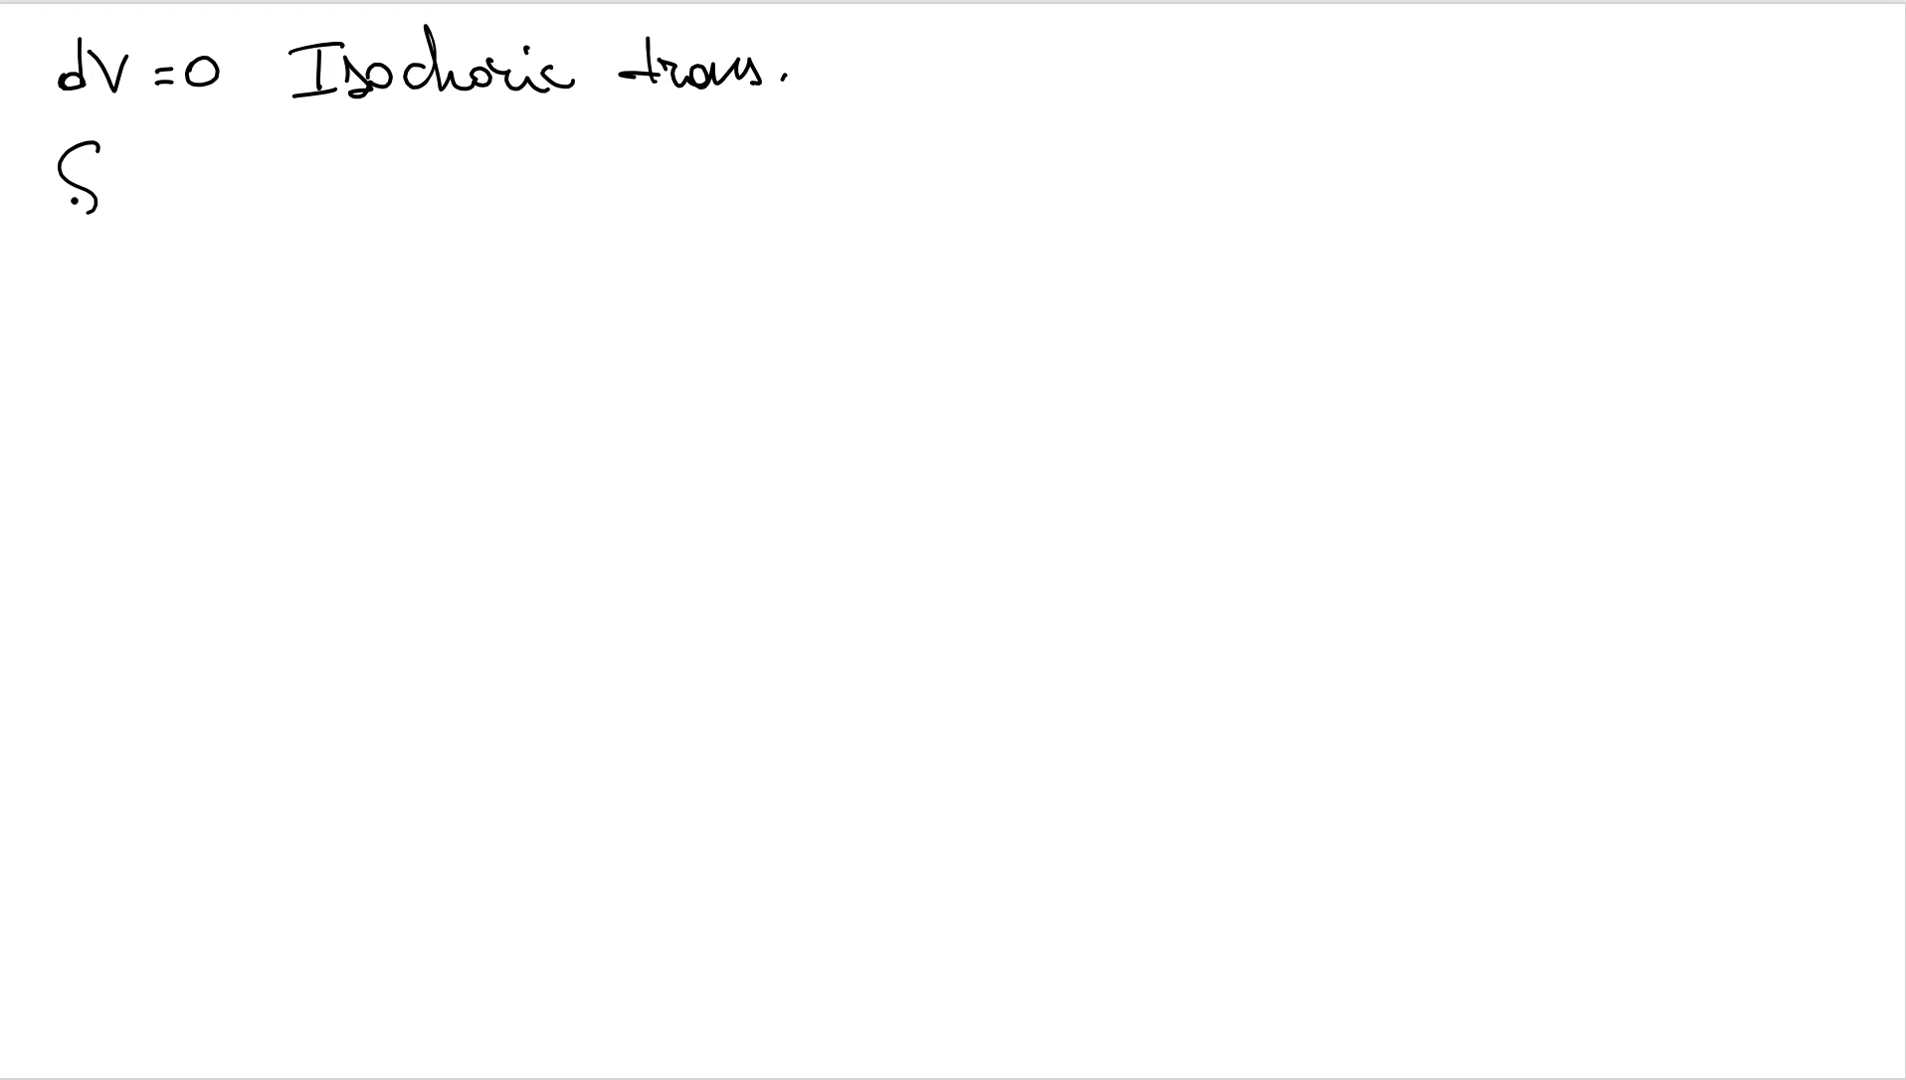 dV = 0 Isochoric trans.